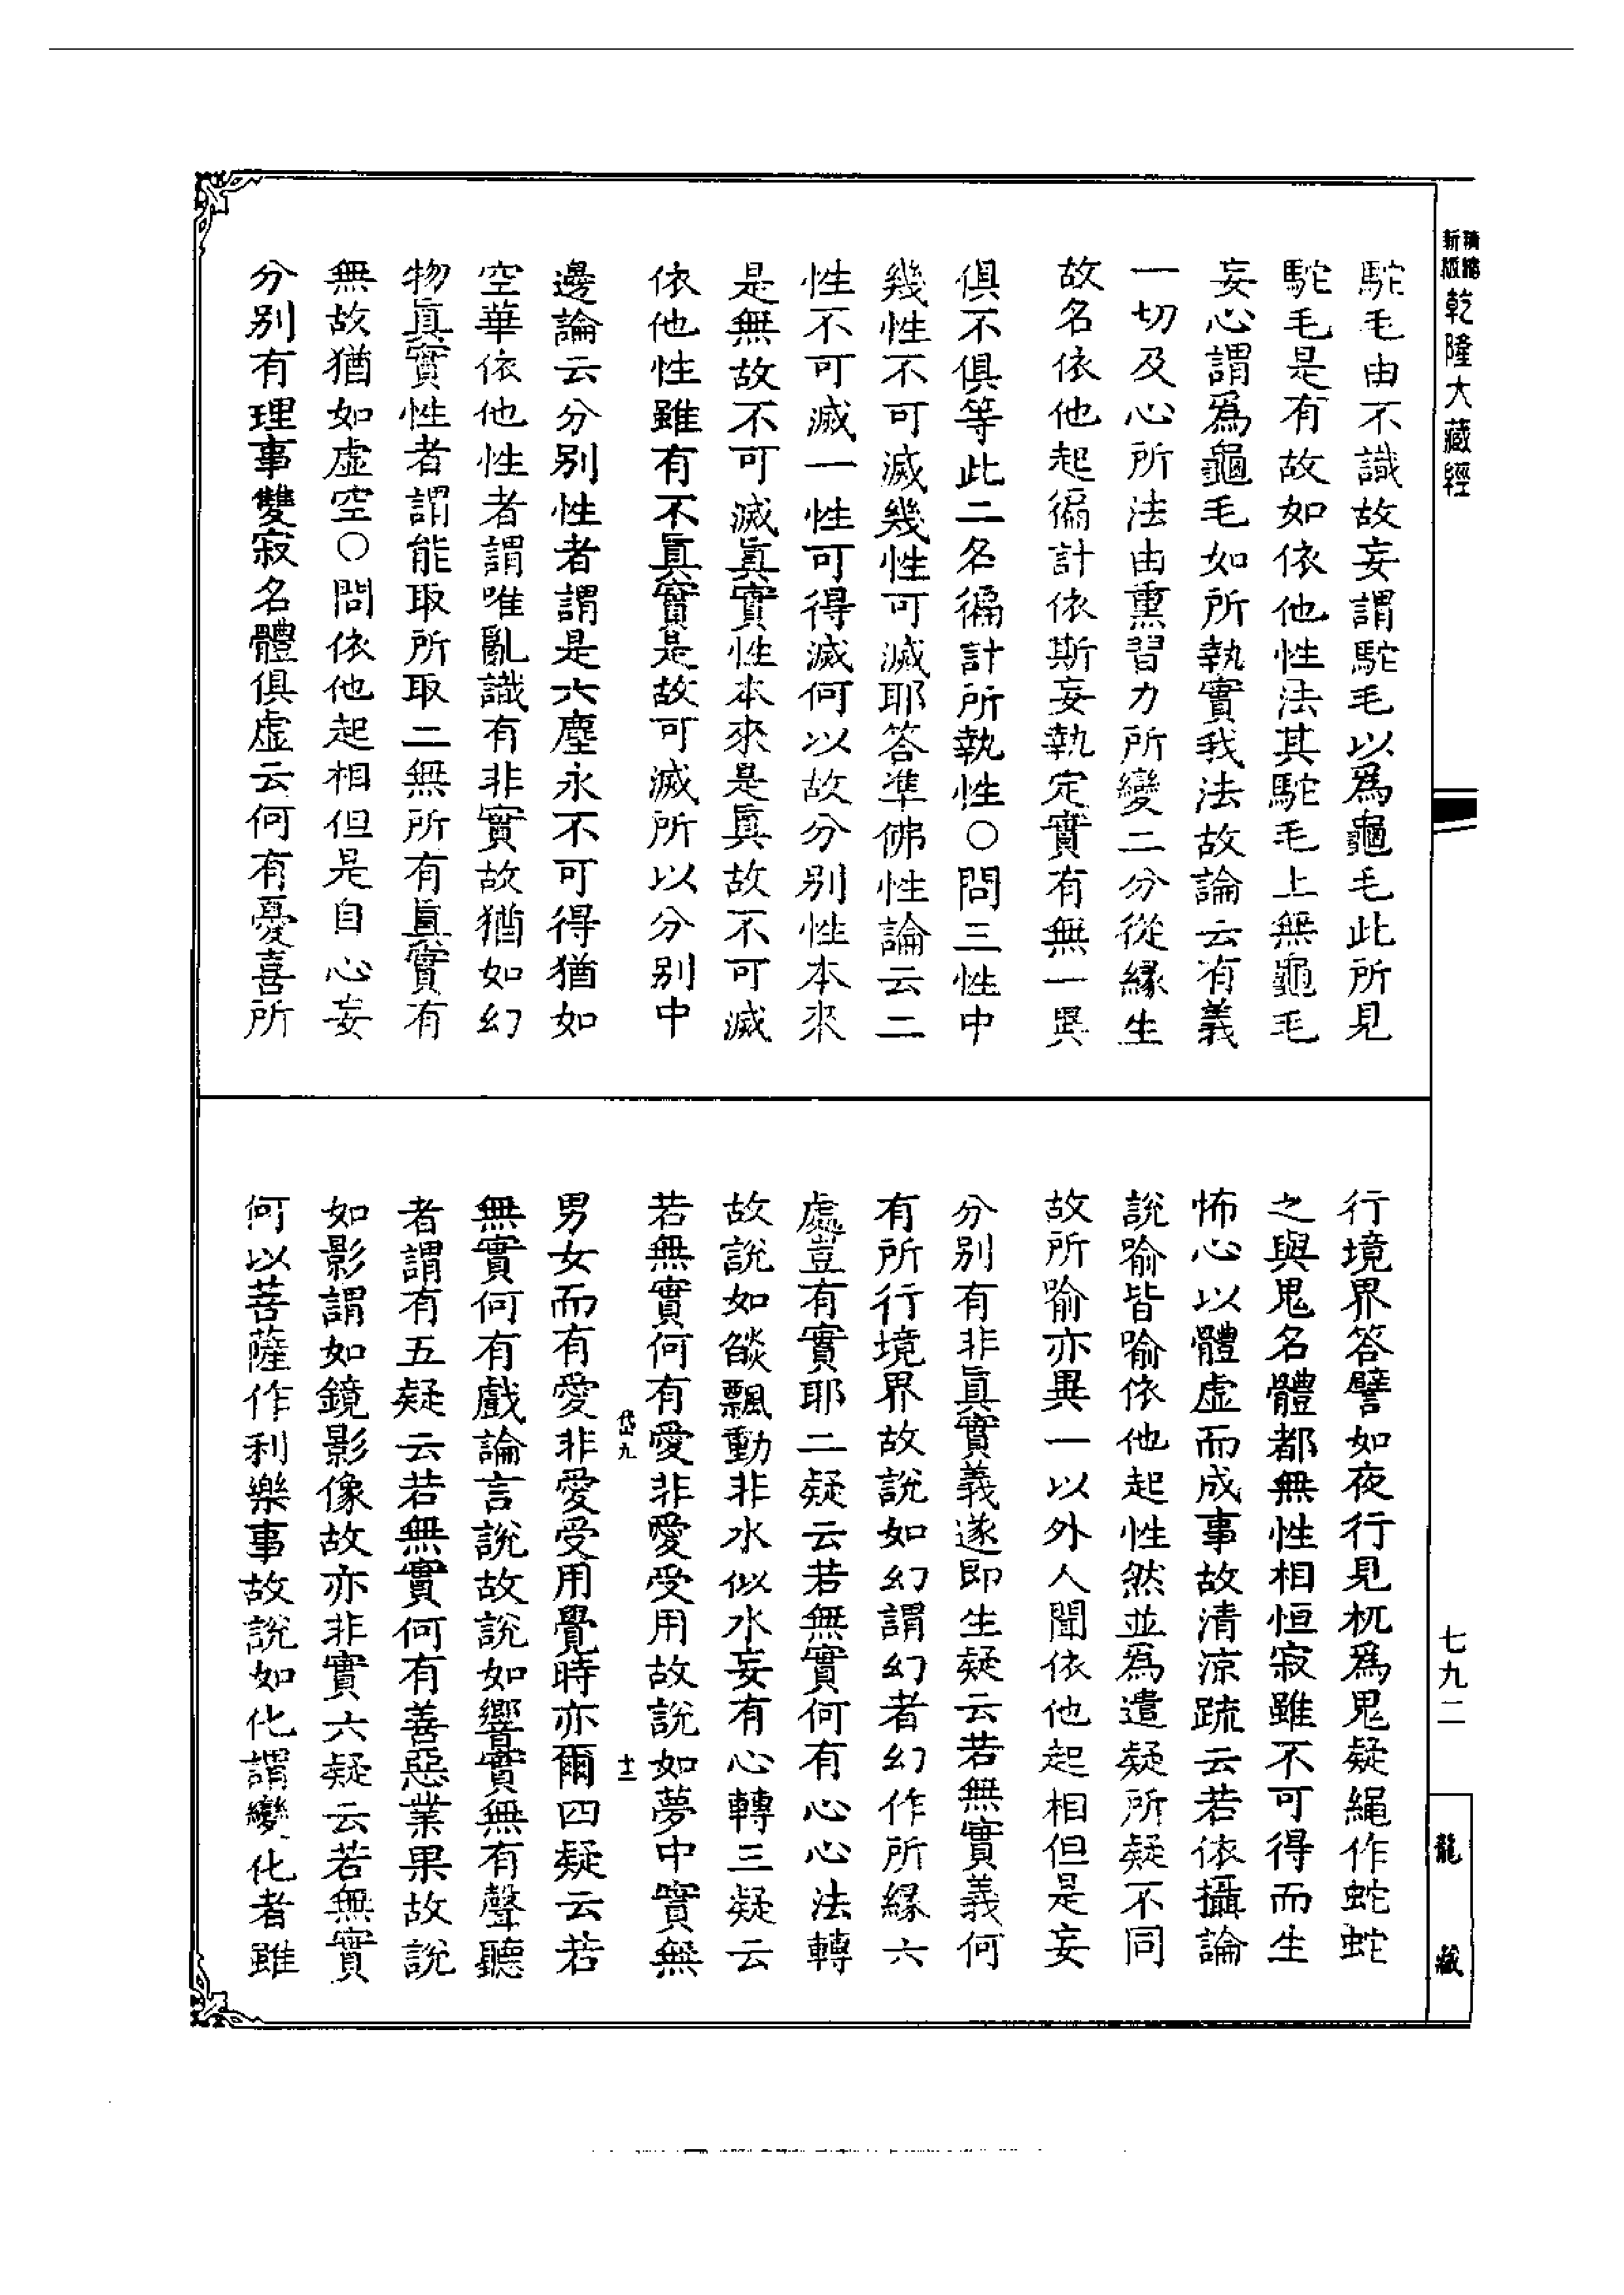 精縮
新版
乾隆大藏經
駝毛由不識故妄謂駝毛以爲龜毛此所見
駝毛是有故如依他性法其駝毛上無龜毛
妄心謂爲龜毛如所執實我法故論云有義
一切及心所法由熏習力所變二分從緣生
故名依他起徧計依斯妄執定實有無一異
俱不俱等此二名徧計所執性○問三性中
幾性不可滅幾性可滅耶答準佛性論云二
性不可滅一性可得滅何以故分別性本來
是無故不可滅眞實性本來是眞故不可滅
依他性雖有不眞實是故可滅所以分別中
邊論云分別性者謂是六塵永不可得猶如
空華依他性者謂唯亂識有非實故猶如幻
物眞實性者謂能取所取二無所有眞實有
無故猶如虛空○問依他起相但是自心妄
分別有理事雙寂名體俱虛云何有憂喜所
行境界答譬如夜行見杌爲鬼疑繩作蛇蛇
之與鬼名體都無性相恒寂雖不可得而生
怖心以體虛而成事故清涼疏云若依攝論
說喻皆喻依他起性然並爲遣疑所疑不同
故所喻亦異一以外人聞依他起相但是妄
分別有非眞實義遂即生疑云若無實義何
有所行境界故說如幻謂幻者幻作所緣六
處豈有實耶二疑云若無實何有心心法轉
故說如燄飄動非水似水妄有心轉三疑云
若無實何有愛非愛受用故說如夢中實無
岱九
十二
男女而有愛非愛受用覺時亦爾四疑云若
無實何有戲論言說故說如響實無有聲聽
者謂有五疑云若無實何有善惡業果故說
如影謂如鏡影像故亦非實六疑云若無實
何以菩薩作利樂事故說如化謂變化者雖
七九二
龍藏